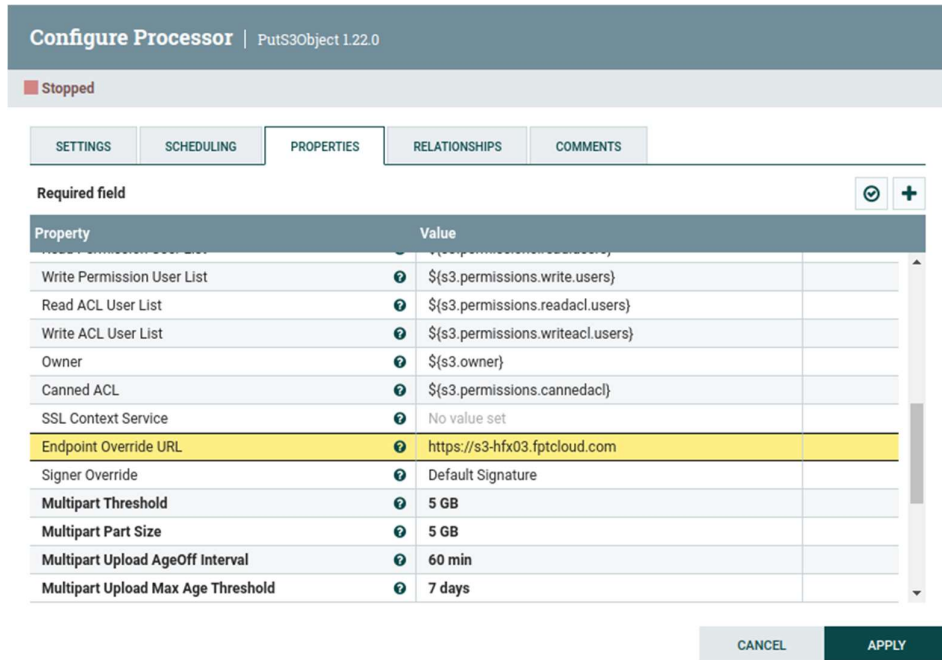 Configure Processor | PutS3Object 1.22.0
Stopped
SETTINGS SCHEDULING PROPERTIES RELATIONSHIPS COMMENTS
Required field
Property Value
Write Permission User List ${s3.permissions.write.users}
Read ACL User List ${s3.permissions.readacl.users}
Write ACL User List ${s3.permissions.writeacl.users}
Owner ${s3.owner}
Canned ACL ${s3.permissions.cannedacl}
SSL Context Service No value set
Endpoint Override URL https://s3-hfx03.fptcloud.com
Signer Override Default Signature
Multipart Threshold 5 GB
Multipart Part Size 5 GB
Multipart Upload AgeOff Interval 60 min
Multipart Upload Max Age Threshold 7 days
CANCEL APPLY